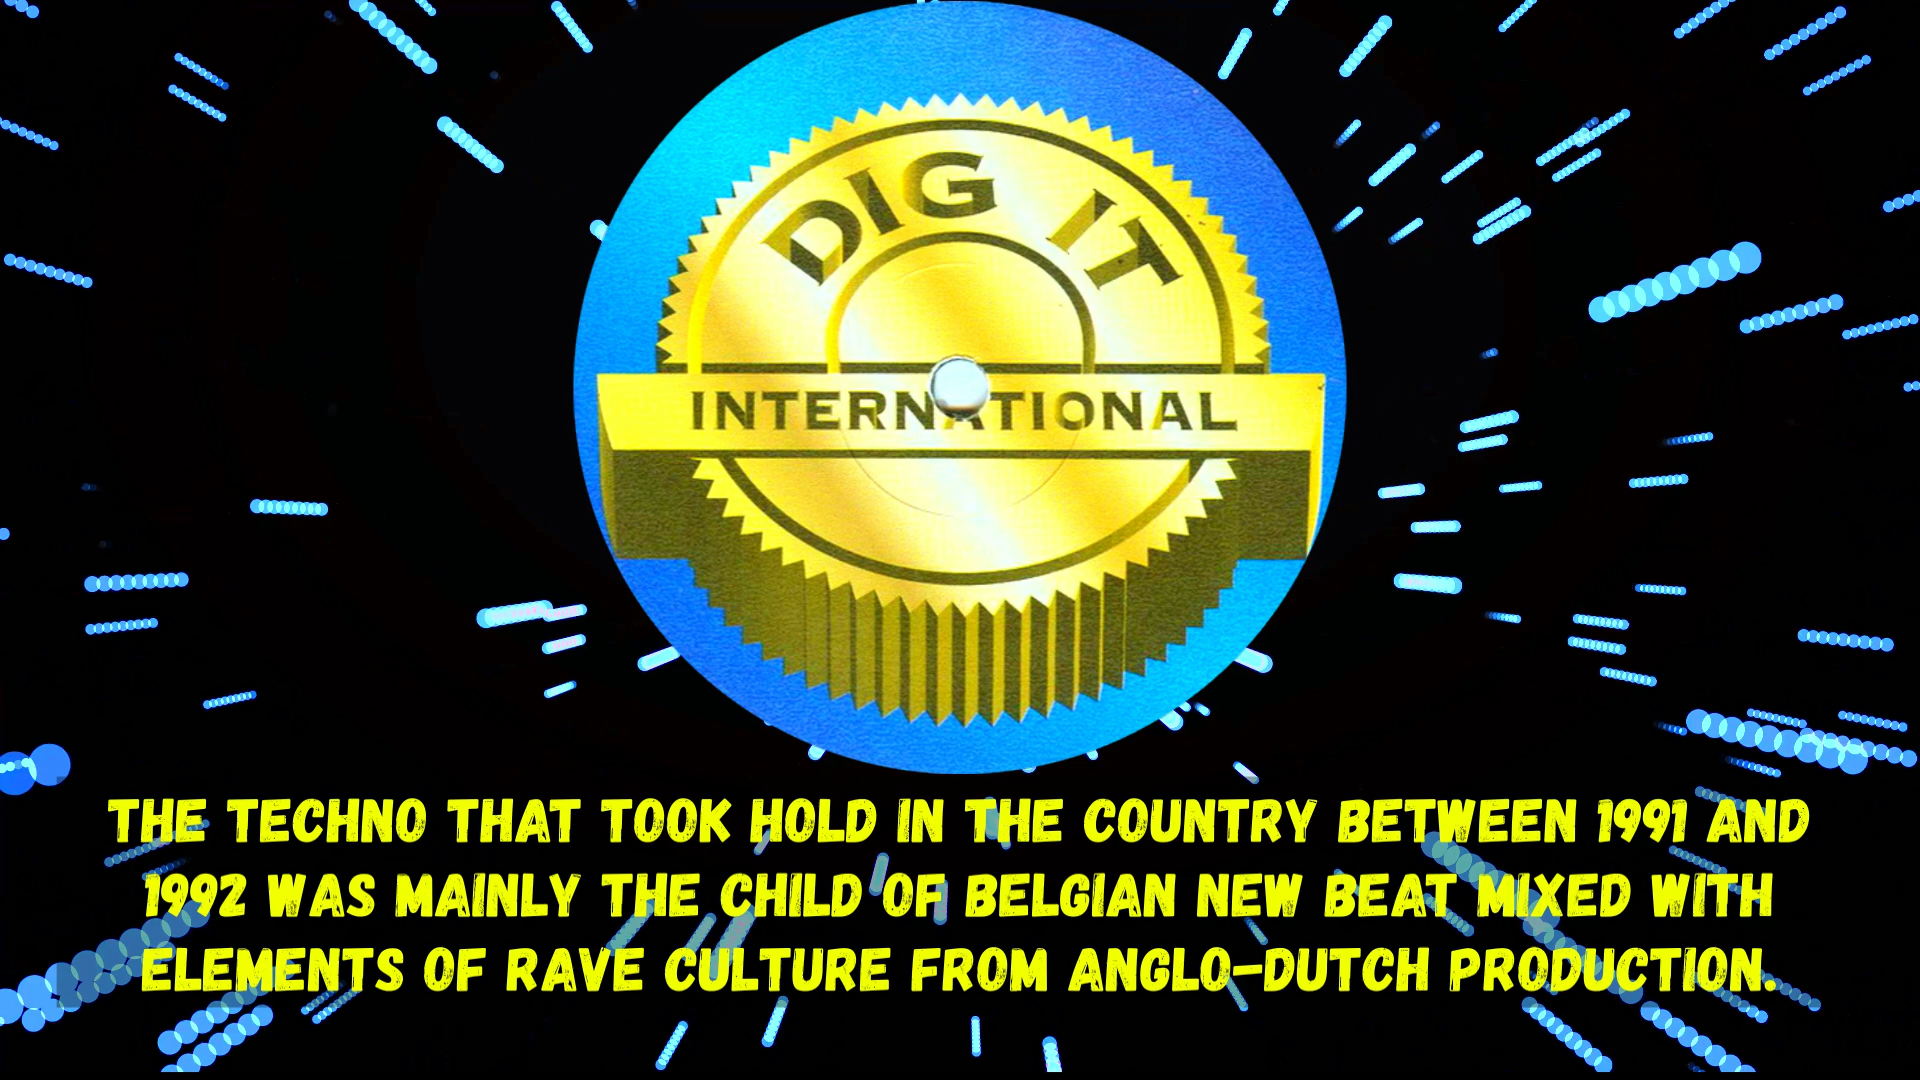 DIG IT
INTERNATIONAL
THE TECHNO THAT TOOK HOLD IN THE COUNTRY BETWEEN 1991 AND
1992 WAS MAINLY THE CHILD OF BELGIAN NEW BEAT MIXED WITH
ELEMENTS OF RAVE CULTURE FROM ANGLO-DUTCH PRODUCTION.